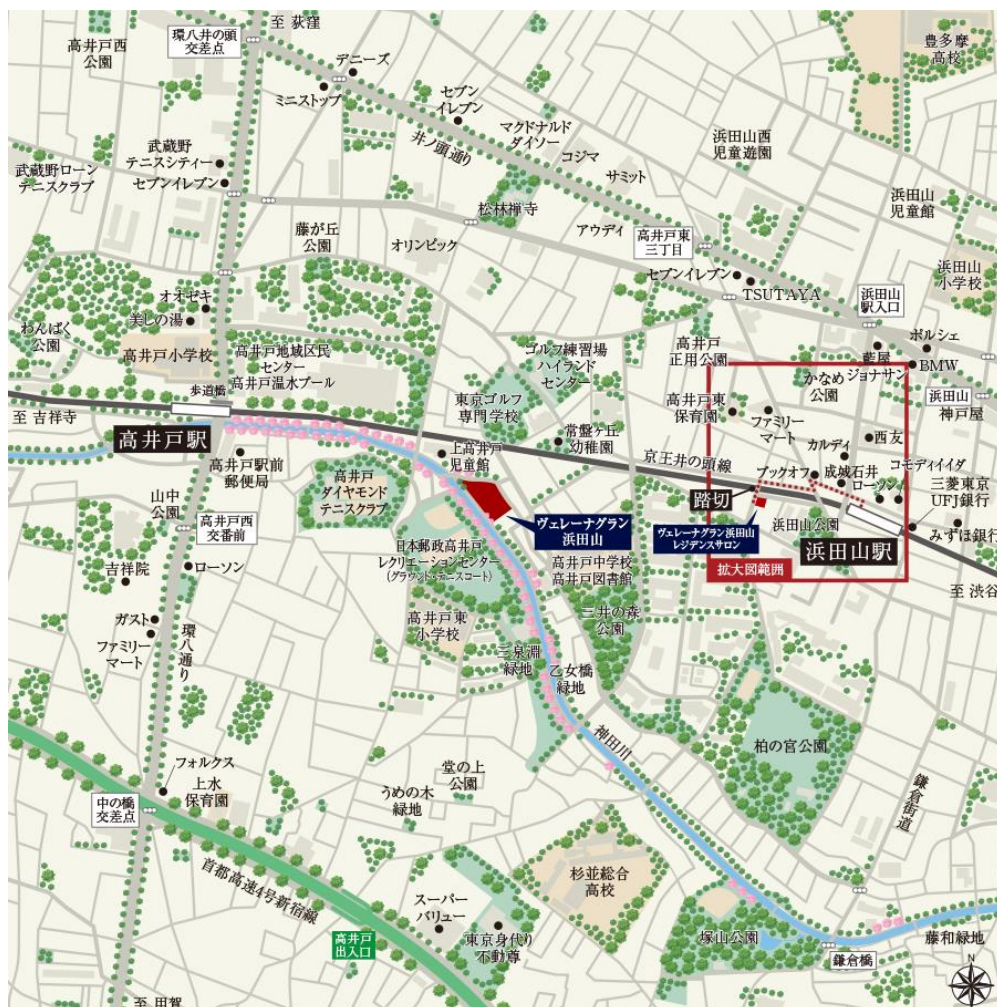 至 荻窪
環八井の頭
交差点
高井戸西
公園
デニーズ
ミニストップ
セブン
イレブン
豊多摩
高校
井ノ頭通り
マクドナルド
ダイソー
コジマ
サミット
浜田山西
児童遊園
武蔵野
テニスシティー
武蔵野ローン
テニスクラブ
セブンイレブン
浜田山
児童館
松林禅寺
藤が丘
公園
オリンピック
アウディ
高井戸東
三丁目
セブンイレブン
TSUTAYA
浜田山
小学校
浜田山
駅入口
オオゼキ
美しの湯
わんぱく
公園
高井戸小学校
高井戸地域区民
センター
高井戸温水プール
歩道橋
ゴルフ練習場
ハイランド
センター
高井戸
正用公園
ポルシェ
藍屋
ジョナサン
BMW
かなめ
公園
浜田山
神戸屋
東京ゴルフ
専門学校
高井戸東
保育園
ファミリー
マート
西友
至 吉祥寺
高井戸駅
上高井戸
児童館
常盤ヶ丘
幼稚園
京王井の頭線
カルディ
ブックオフ
成城石井
コモディイイダ
ローソン
三菱東京
UFJ銀行
高井戸駅前
郵便局
高井戸
ダイヤモンド
テニスクラブ
踏切
山中
公園
高井戸西
交番前
ヴェレーナグラン
浜田山
ヴェレーナグラン浜田山
レジデンスサロン
浜田山公園
浜田山駅
みずほ銀行
日本郵政高井戸
レクリエーションセンター
(グラウンド・テニスコート)
高井戸中学校
高井戸図書館
拡大図範囲
至 渋谷
吉祥院
ローソン
高井戸東
小学校
三井の森
公園
ガスト
ファミリー
マート
環八通り
三泉淵
緑地
乙女橋
緑地
神田川
柏の宮公園
フォルクス
上水
保育園
堂の上
公園
うめの木
緑地
鎌倉街道
中の橋
交差点
首都高速4号新宿線
杉並総合
高校
スーパー
バリュー
高井戸
出入口
東京身代り
不動尊
塚山公園
鎌倉橋
藤和緑地
N
至 用賀